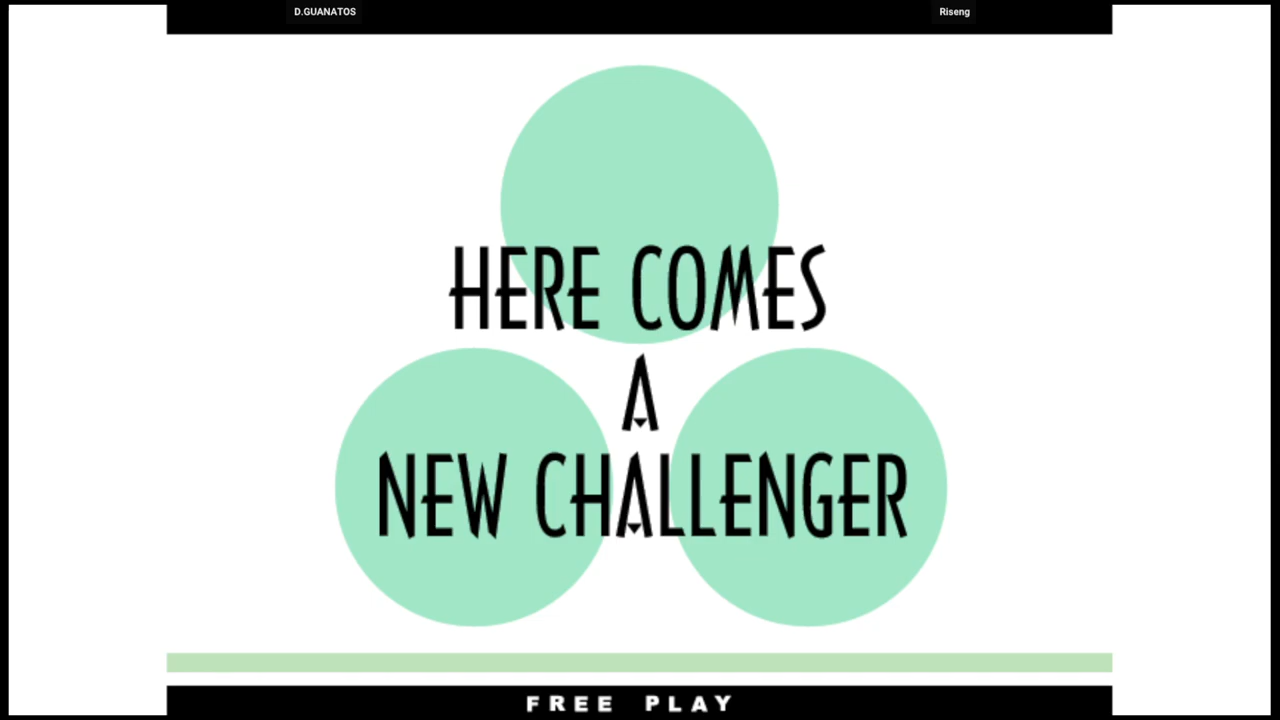 D.GUANATOS
Riseng
HERE COMES
A
NEW CHALLENGER
FREE PLAY